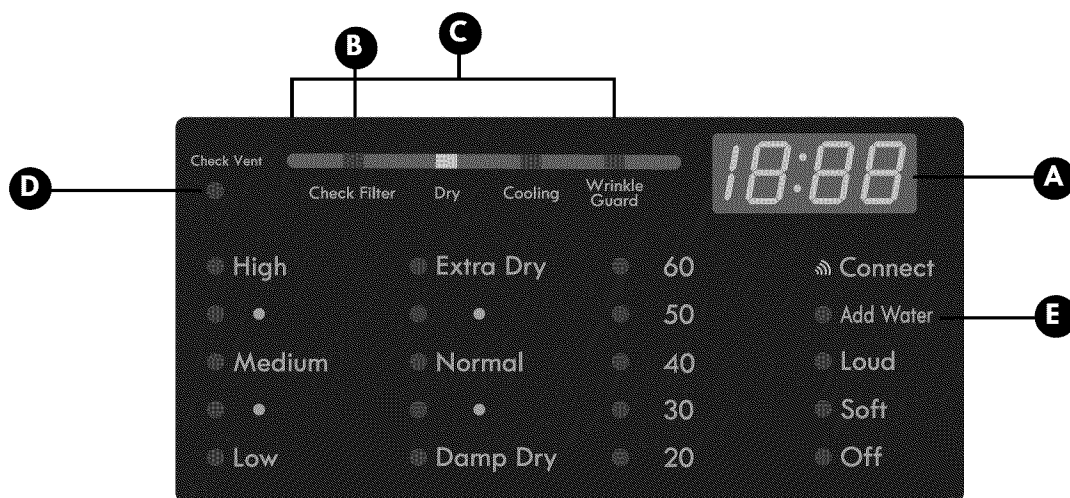 B
C
Check Vent
18:88
A
D
Check Filter
Dry
Cooling
Wrinkle
Guard
High
Extra Dry
60
Connect
50
Add Water
E
Medium
Normal
40
Loud
30
Soft
Low
Damp Dry
20
Off